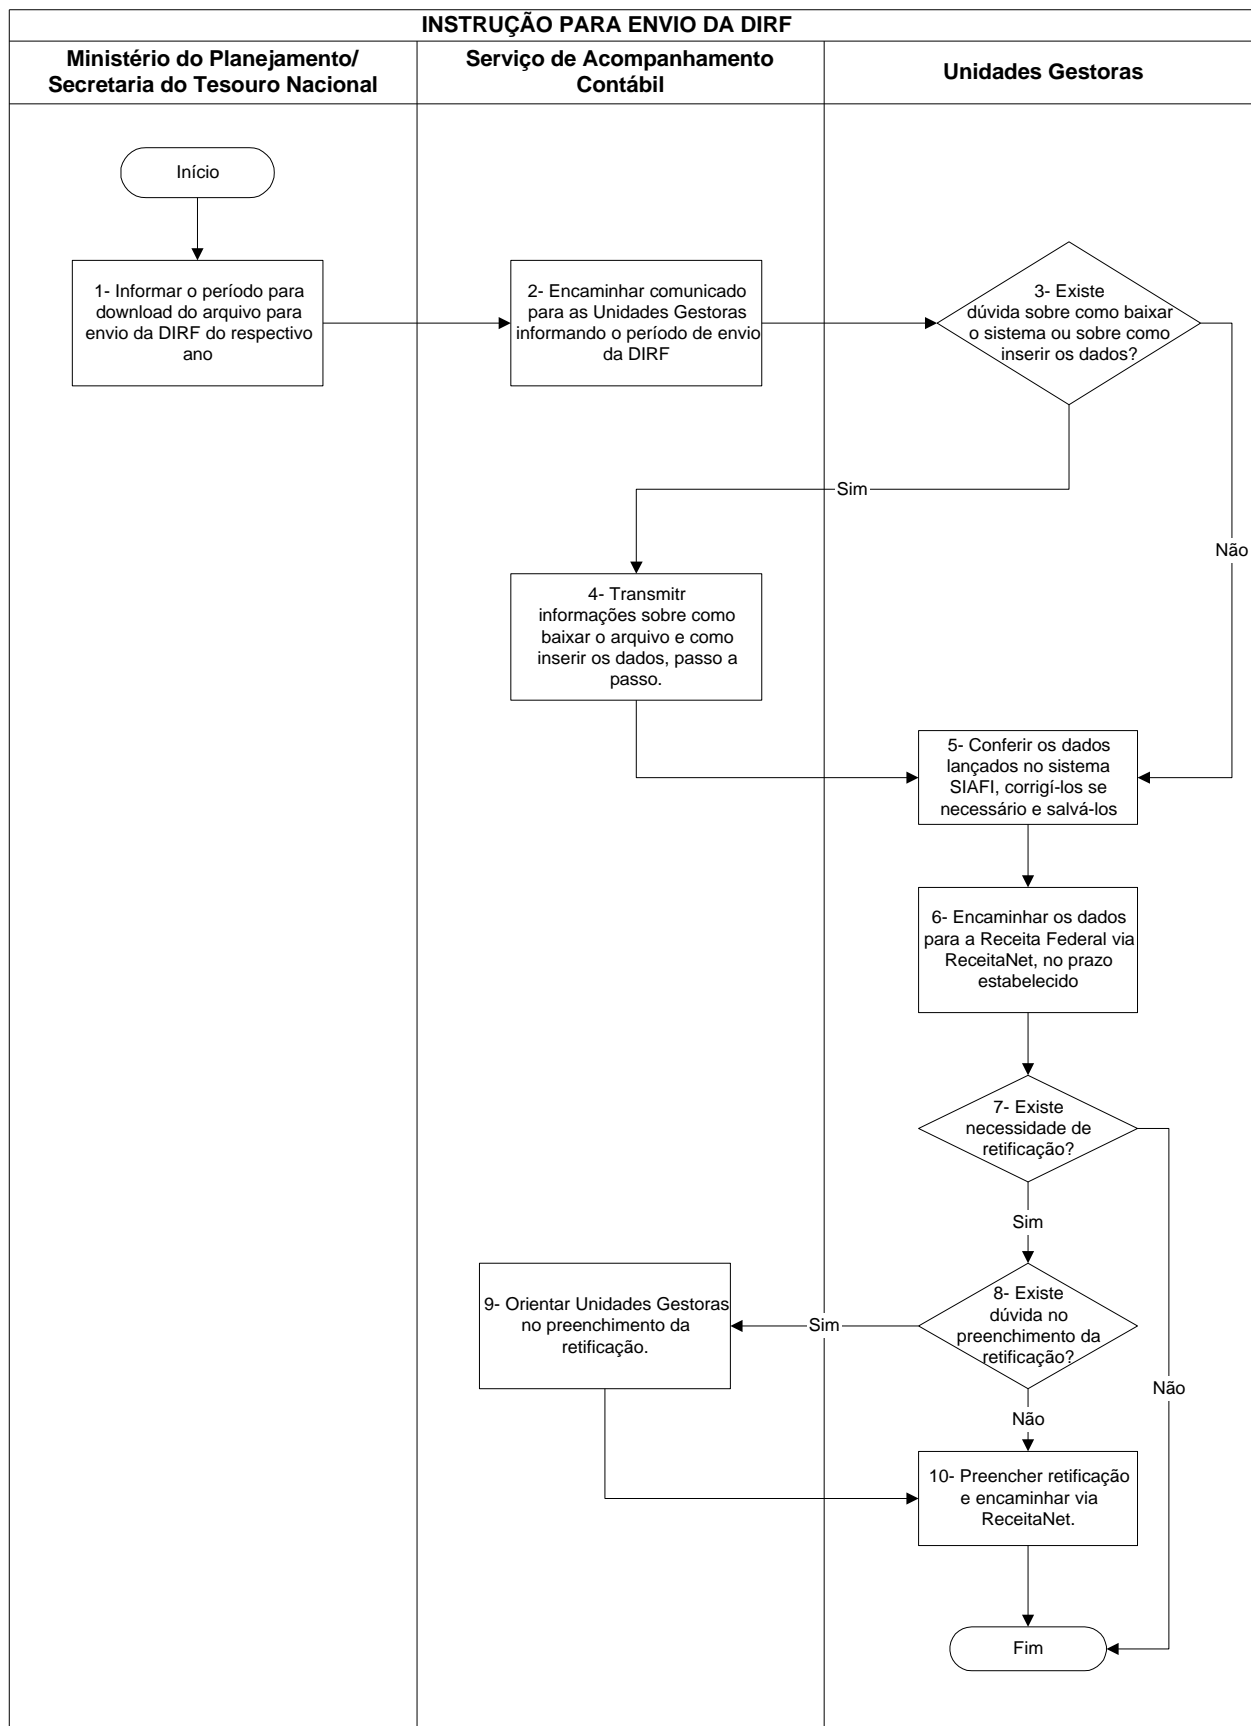 INSTRUÇÃO PARA ENVIO DA DIRF
Ministério do Planejamento/
Secretaria do Tesouro Nacional
Serviço de Acompanhamento
Contábil
Unidades Gestoras
Início
1- Informar o período para
download do arquivo para
envio da DIRF do respectivo
ano
2- Encaminhar comunicado
para as Unidades Gestoras
informando o período de envio
da DIRF
3- Existe
dúvida sobre como baixar
o sistema ou sobre como
inserir os dados?
Sim
Não
4- Transmitr
informações sobre como
baixar o arquivo e como
inserir os dados, passo a
passo.
5- Conferir os dados
lançados no sistema
SIAFI, corrigí-los se
necessário e salvá-los
6- Encaminhar os dados
para a Receita Federal via
ReceitaNet, no prazo
estabelecido
7- Existe
necessidade de
retificação?
Sim
8- Existe
dúvida no
preenchimento da
retificação?
Sim
9- Orientar Unidades Gestoras
no preenchimento da
retificação.
Não
Não
10- Preencher retificação
e encaminhar via
ReceitaNet.
Fim